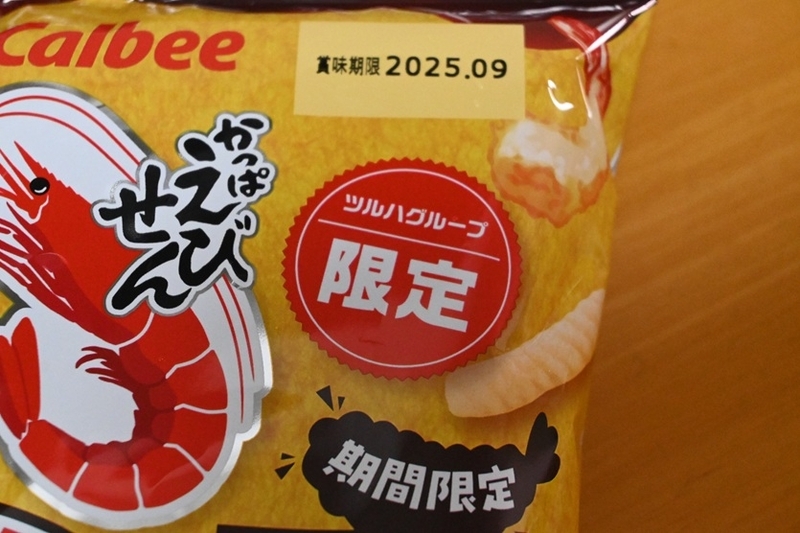 Calbee
賞味期限 2025.09
かっぱ
えび
せん
ツルハグループ
限定
期間限定